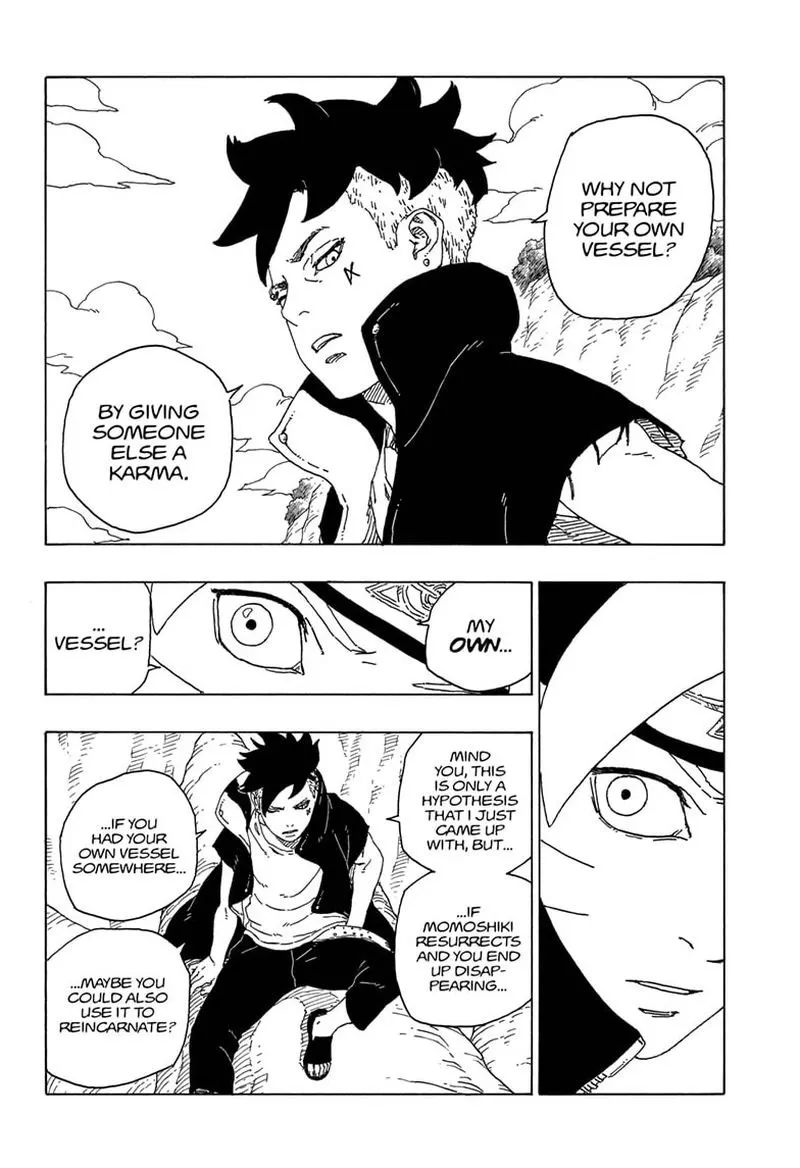 WHY NOT
PREPARE
YOUR OWN
VESSEL?
BY GIVING
SOMEONE
ELSE A
KARMA.
MY
OWN...
...
VESSEL?
MIND
YOU, THIS
IS ONLY A
HYPOTHESIS
THAT I JUST
CAME UP
WITH, BUT...
...IF
MOMOSHIKI
RESURRECTS
AND YOU END
UP DISAP-
PEARING...
...IF YOU
HAD YOUR
OWN VESSEL
SOMEWHERE...
...MAYBE YOU
COULD ALSO
USE IT TO
REINCARNATE?